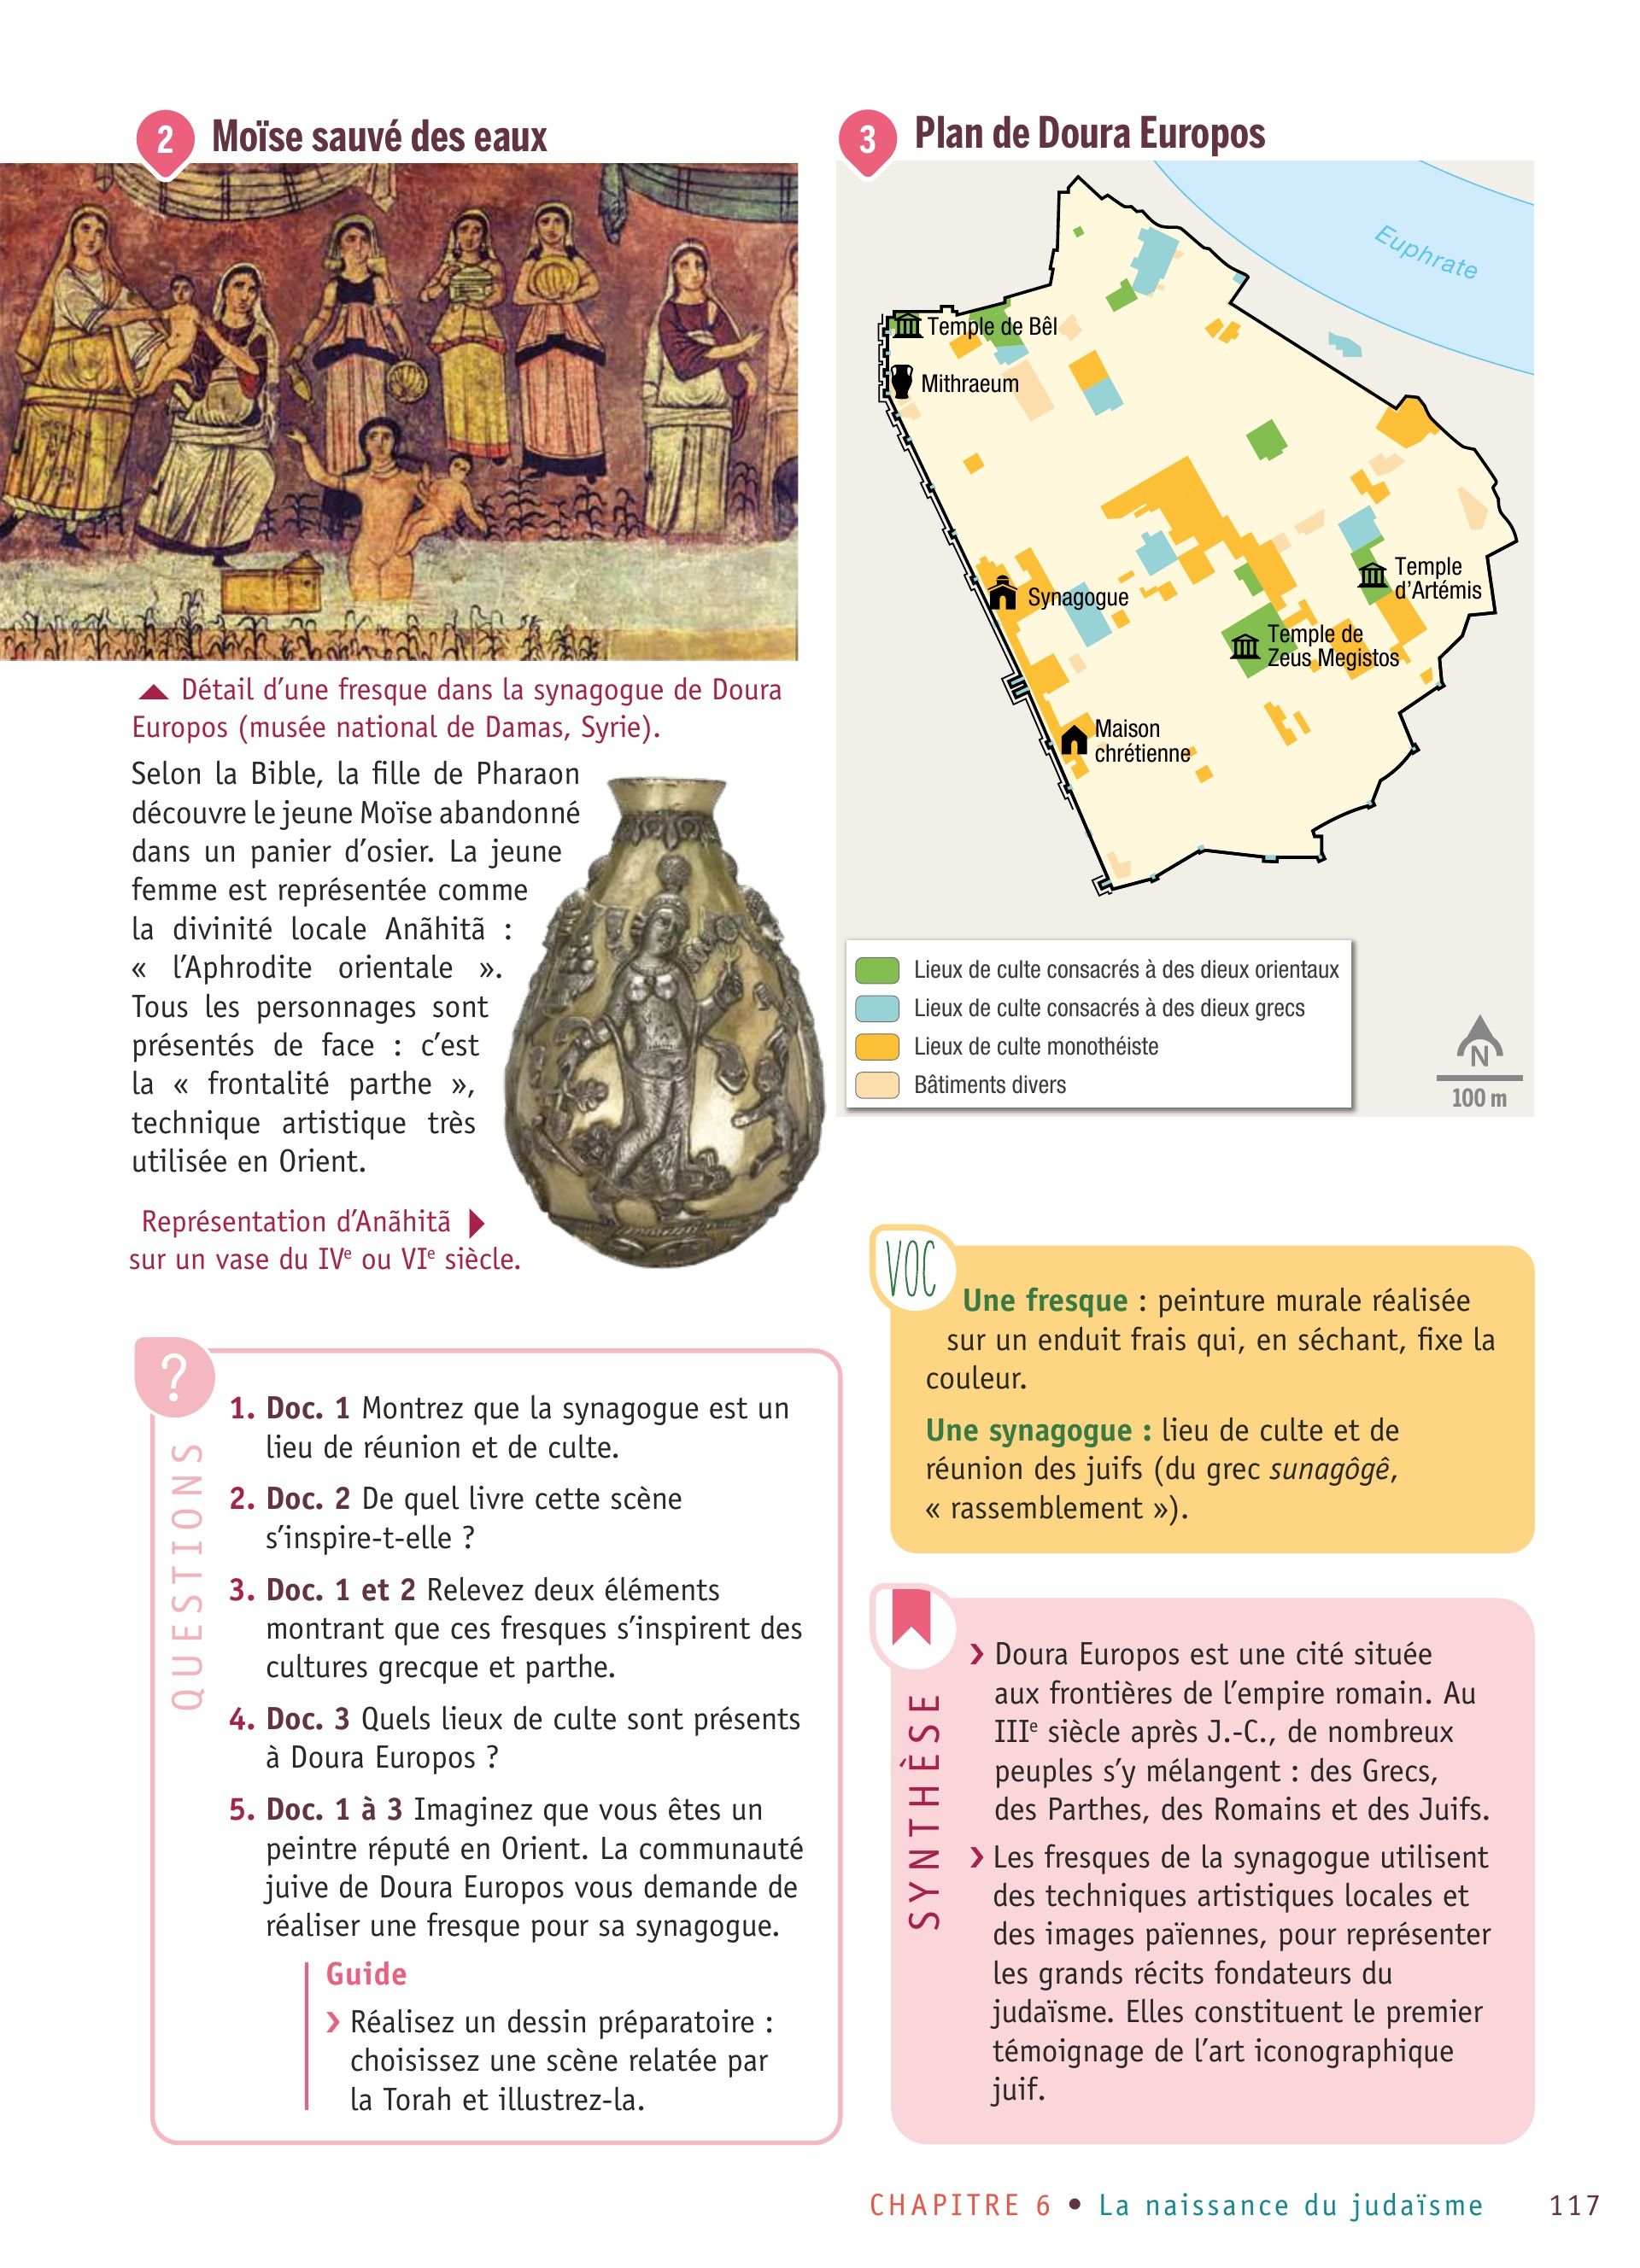 2 Moïse sauvé des eaux
▲ Détail d’une fresque dans la synagogue de Doura
Europos (musée national de Damas, Syrie).
Selon la Bible, la fille de Pharaon
découvre le jeune Moïse abandonné
dans un panier d’osier. La jeune
femme est représentée comme
la divinité locale Anãhitã :
« l’Aphrodite orientale ».
Tous les personnages sont
présentés de face : c’est
la « frontalité parthe »,
technique artistique très
utilisée en Orient.
Représentation d’Anãhitã ▶
sur un vase du IVe ou VIe siècle.
3 Plan de Doura Europos
Euphrate
Temple de Bêl
Mithraeum
Synagogue
Temple
d’Artémis
Temple de
Zeus Megistos
Maison
chrétienne
Lieux de culte consacrés à des dieux orientaux
Lieux de culte consacrés à des dieux grecs
Lieux de culte monothéiste
Bâtiments divers
N
100 m
?
QUESTIONS
1. Doc. 1 Montrez que la synagogue est un
lieu de réunion et de culte.
2. Doc. 2 De quel livre cette scène
s’inspire-t-elle ?
3. Doc. 1 et 2 Relevez deux éléments
montrant que ces fresques s’inspirent des
cultures grecque et parthe.
4. Doc. 3 Quels lieux de culte sont présents
à Doura Europos ?
5. Doc. 1 à 3 Imaginez que vous êtes un
peintre réputé en Orient. La communauté
juive de Doura Europos vous demande de
réaliser une fresque pour sa synagogue.
Guide
› Réalisez un dessin préparatoire :
choisissez une scène relatée par
la Torah et illustrez-la.
VOC
Une fresque : peinture murale réalisée
sur un enduit frais qui, en séchant, fixe la
couleur.
Une synagogue : lieu de culte et de
réunion des juifs (du grec sunagôgê,
« rassemblement »).
SYNTHÈSE
› Doura Europos est une cité située
aux frontières de l’empire romain. Au
IIIe siècle après J.-C., de nombreux
peuples s’y mélangent : des Grecs,
des Parthes, des Romains et des Juifs.
› Les fresques de la synagogue utilisent
des techniques artistiques locales et
des images païennes, pour représenter
les grands récits fondateurs du
judaïsme. Elles constituent le premier
témoignage de l’art iconographique
juif.
CHAPITRE 6 • La naissance du judaïsme 117